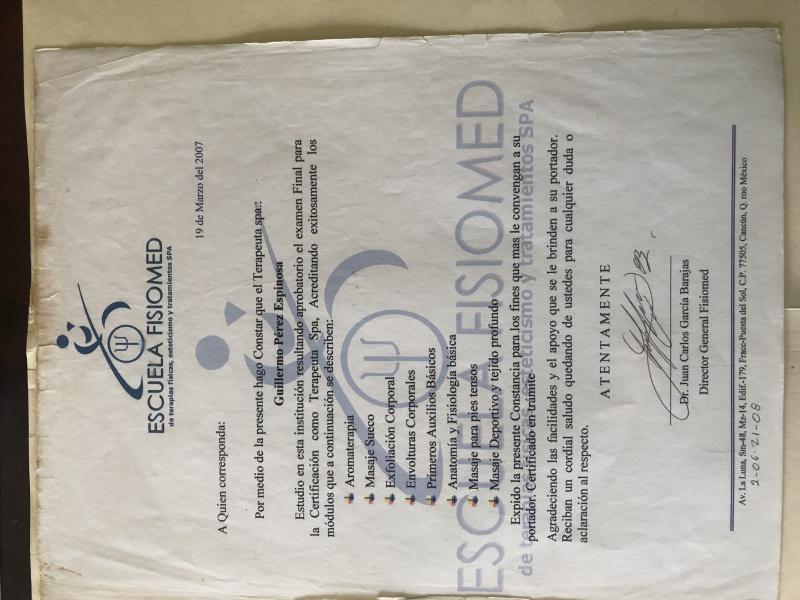 ESCUELA FISIOMED
de terapias físicas, esteticismo y tratamientos SPA
19 de Marzo del 2007
A Quien corresponda:
Por medio de la presente hago Constar que el Terapeuta spa.:
Guillermo Pérez Espinosa
Estudio en esta institución resultando aprobatorio el examen Final para
la Certificación como Terapeuta Spa, Acreditando exitosamente los
módulos que a continuación se describen:
Aromaterapia
Masaje Sueco
Exfoliación Corporal
Envolturas Corporales
Primeros Auxilios Básicos
Anatomía y Fisiología básica
Masaje para pies tensos
Masaje Deportivo y tejido profundo
ESCUELA FISIOMED
de terapias físicas, esteticismo y tratamientos SPA
Expido la presente Constancia para los fines que mas le convengan a su
portador. Certificado en trámite
Agradeciendo las facilidades y el apoyo que se le brinden a su portador.
Reciban un cordial saludo quedando de ustedes para cualquier duda o
aclaración al respecto.
ATENTAMENTE
Dr. Juan Carlos García Barajas
Director General Fisiomed
Av. La Luna, Sm-48, Mz-14, Edif.-179, Fracc-Puesta del Sol, C.P. 77505, Cancún, Q. roo México
2-06-21-08